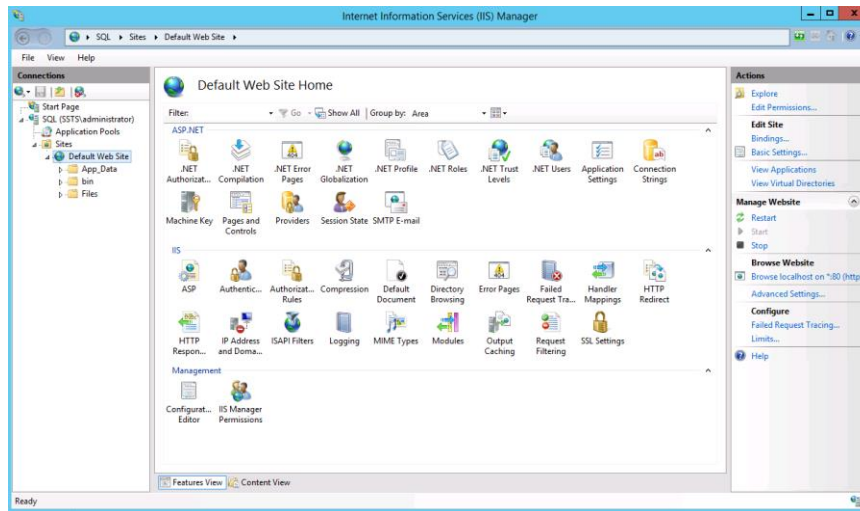 Internet Information Services (IIS) Manager
SQL Sites Default Web Site
File View Help
Connections
Start Page
SQL (SSTS\administrator)
Application Pools
Sites
Default Web Site
App_Data
bin
Files
Default Web Site Home
Filter: Go Show All Group by: Area
ASP.NET
.NET Authorizat...
.NET Compilation
.NET Error Pages
.NET Globalization
.NET Profile
.NET Roles
.NET Trust Levels
.NET Users
Application Settings
Connection Strings
Machine Key
Pages and Controls
Providers
Session State
SMTP E-mail
IIS
ASP
Authentic...
Authorizat... Rules
Compression
Default Document
Directory Browsing
Error Pages
Failed Request Tra...
Handler Mappings
HTTP Redirect
HTTP Respon...
IP Address and Doma...
ISAPI Filters
Logging
MIME Types
Modules
Output Caching
Request Filtering
SSL Settings
Management
Configurat... Editor
IIS Manager Permissions
Features View Content View
Ready
Actions
Explore
Edit Permissions...
Edit Site
Bindings...
Basic Settings...
View Applications
View Virtual Directories
Manage Website
Restart
Start
Stop
Browse Website
Browse localhost on *:80 (http
Advanced Settings...
Configure
Failed Request Tracing...
Limits...
Help